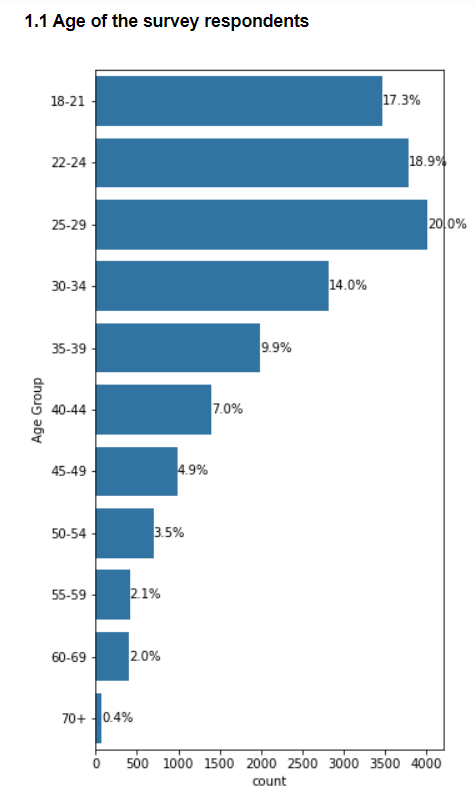 1.1 Age of the survey respondents
18-21 17.3%
22-24 18.9%
25-29 20.0%
30-34 14.0%
35-39 9.9%
40-44 7.0%
45-49 4.9%
50-54 3.5%
55-59 2.1%
60-69 2.0%
70+ 0.4%
Age Group
0 500 1000 1500 2000 2500 3000 3500 4000
count